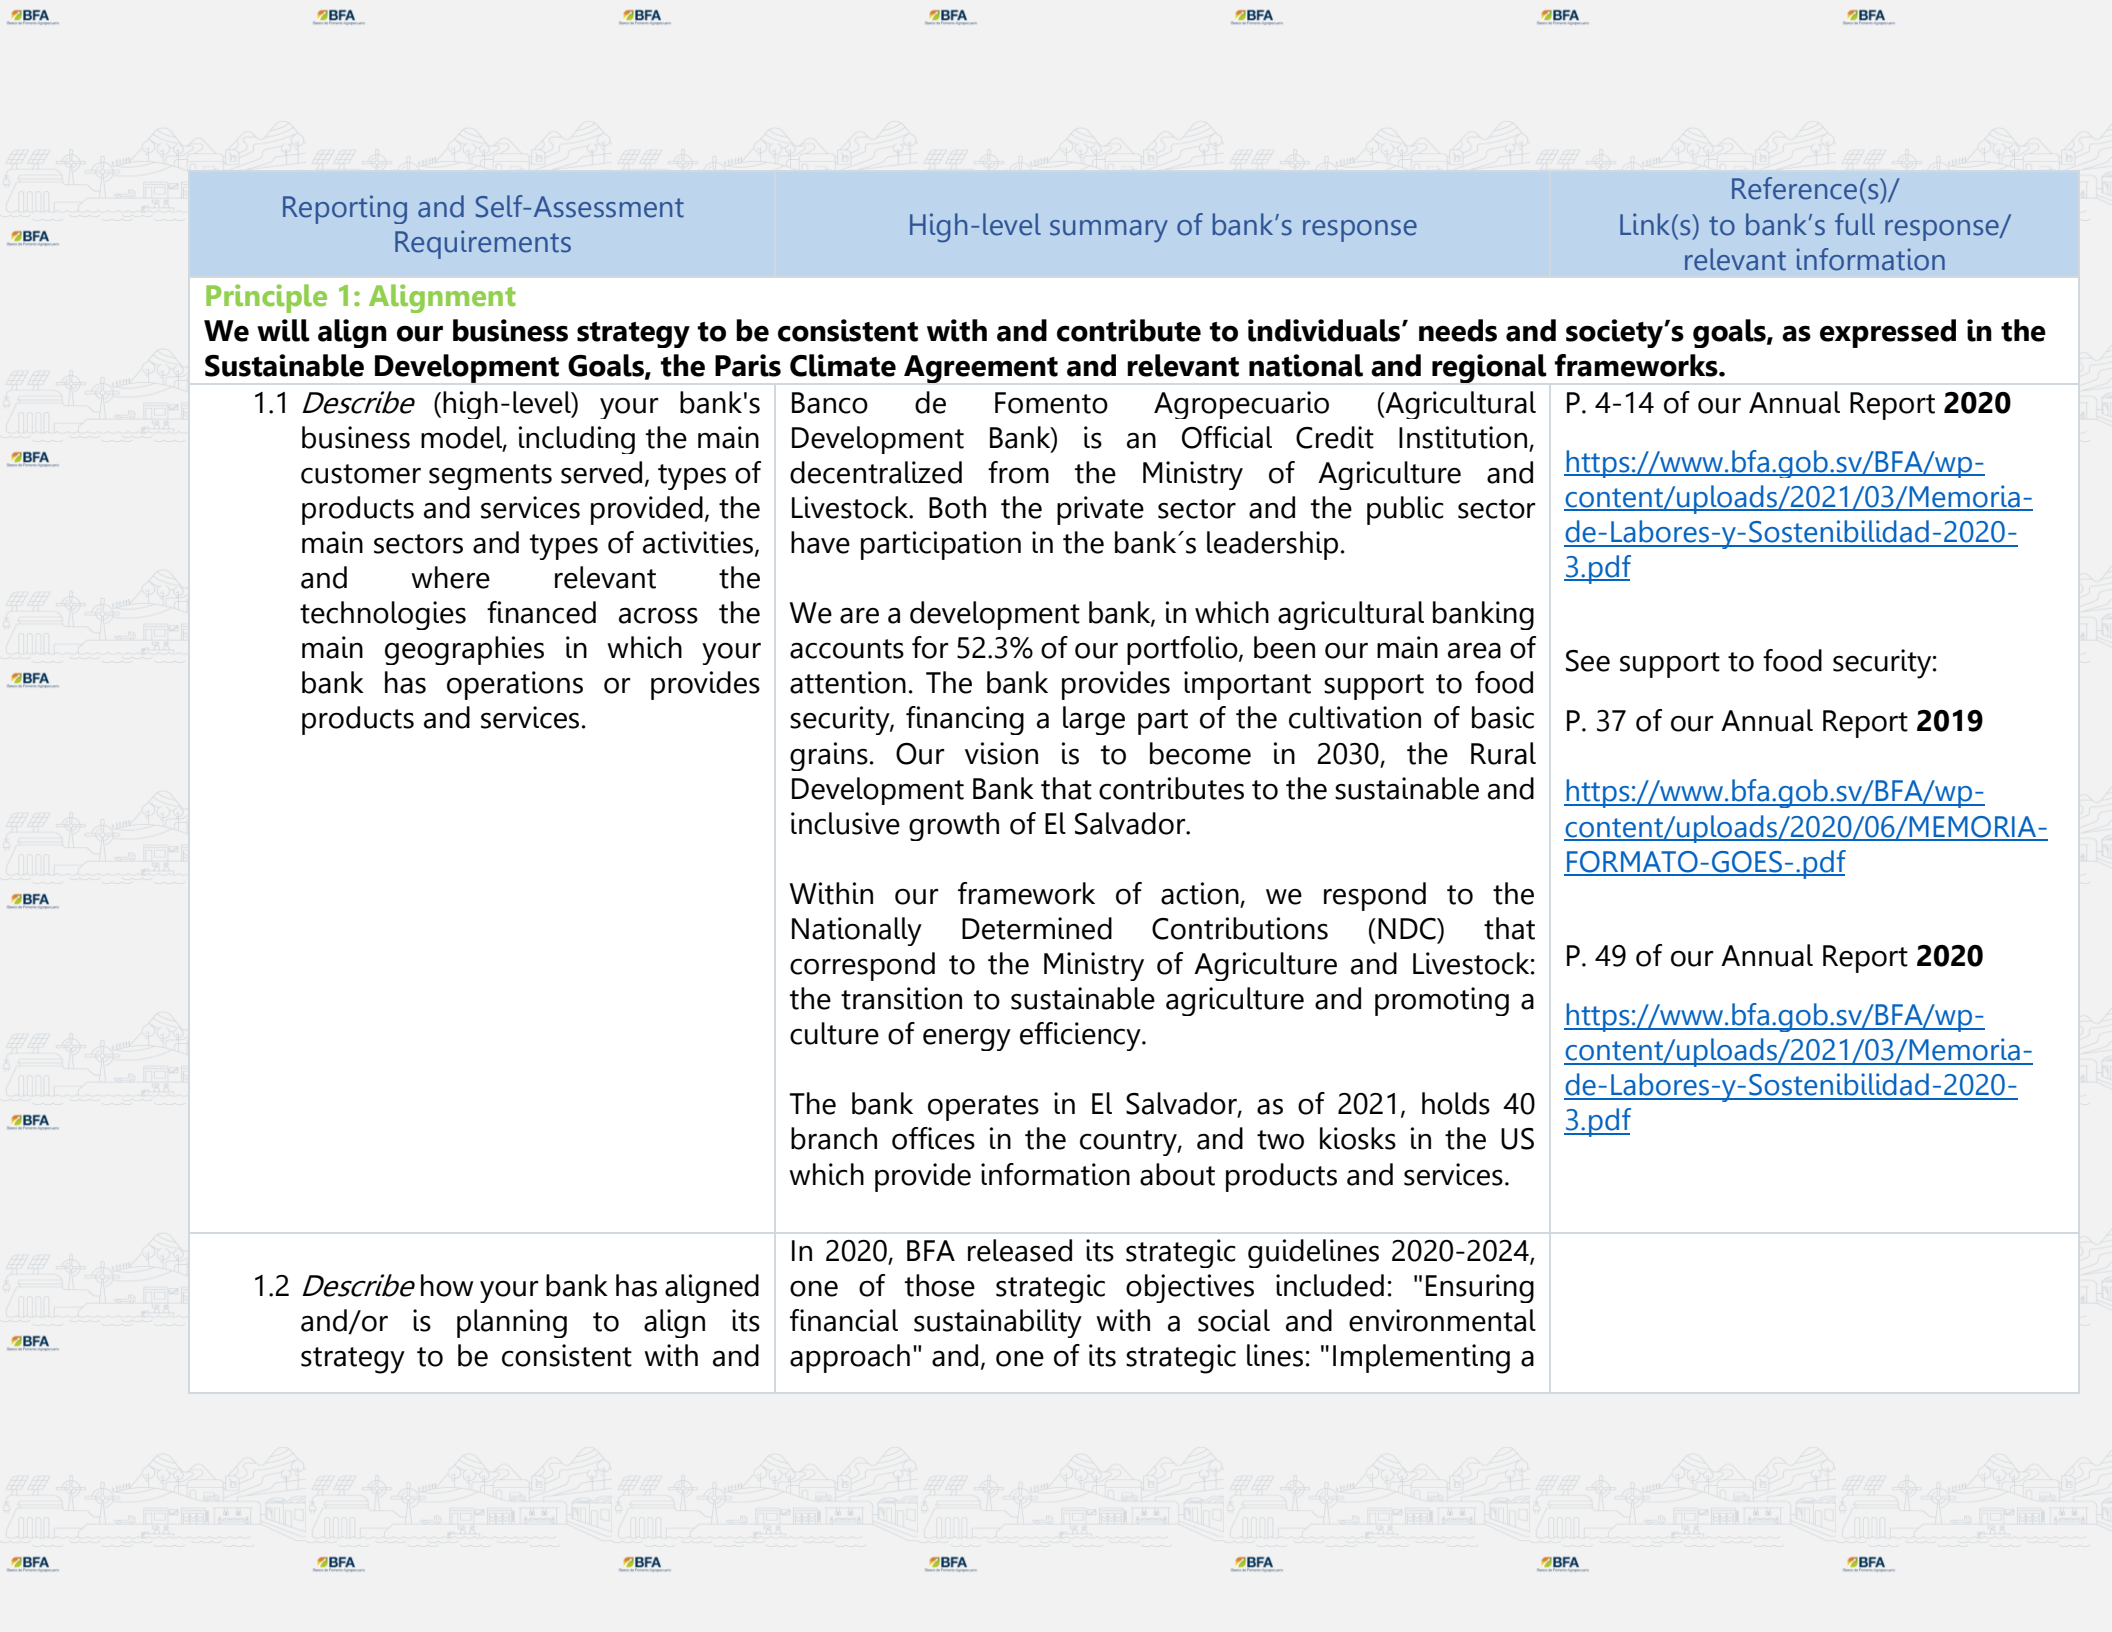 BFA BFA BFA BFA BFA BFA BFA
Reporting and Self-Assessment
Requirements
High-level summary of bank's response
Reference(s)/
Link(s) to bank's full response/
relevant information
BFA
Principle 1: Alignment
We will align our business strategy to be consistent with and contribute to individuals' needs and society's goals, as expressed in the
Sustainable Development Goals, the Paris Climate Agreement and relevant national and regional frameworks.
1.1 Describe (high-level) your bank's
business model, including the main
customer segments served, types of
products and services provided, the
main sectors and types of activities,
and where relevant the
technologies financed across the
main geographies in which your
bank has operations or provides
products and services.
Banco de Fomento Agropecuario (Agricultural
Development Bank) is an Official Credit Institution,
decentralized from the Ministry of Agriculture and
Livestock. Both the private sector and the public sector
have participation in the bank´s leadership.
We are a development bank, in which agricultural banking
accounts for 52.3% of our portfolio, been our main area of
attention. The bank provides important support to food
security, financing a large part of the cultivation of basic
grains. Our vision is to become in 2030, the Rural
Development Bank that contributes to the sustainable and
inclusive growth of El Salvador.
Within our framework of action, we respond to the
Nationally Determined Contributions (NDC) that
correspond to the Ministry of Agriculture and Livestock:
the transition to sustainable agriculture and promoting a
culture of energy efficiency.
The bank operates in El Salvador, as of 2021, holds 40
branch offices in the country, and two kiosks in the US
which provide information about products and services.
P. 4-14 of our Annual Report 2020
https://www.bfa.gob.sv/BFA/wp-
content/uploads/2021/03/Memoria-
de-Labores-y-Sostenibilidad-2020-
3.pdf
See support to food security:
P. 37 of our Annual Report 2019
https://www.bfa.gob.sv/BFA/wp-
content/uploads/2020/06/MEMORIA-
FORMATO-GOES-.pdf
P. 49 of our Annual Report 2020
https://www.bfa.gob.sv/BFA/wp-
content/uploads/2021/03/Memoria-
de-Labores-y-Sostenibilidad-2020-
3.pdf
BFA
BFA
BFA
BFA
1.2 Describe how your bank has aligned
and/or is planning to align its
strategy to be consistent with and
In 2020, BFA released its strategic guidelines 2020-2024,
one of those strategic objectives included: "Ensuring
financial sustainability with a social and environmental
approach" and, one of its strategic lines: "Implementing a
BFA
BFA BFA BFA BFA BFA BFA BFA